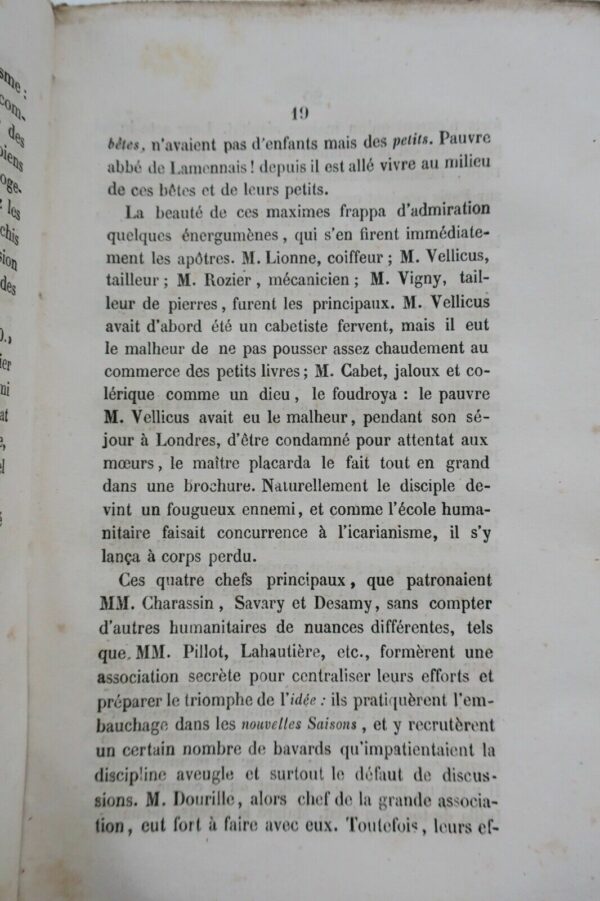 sme :
com-
des
oge-
les
chis
sion
des
19
bêtes, n'avaient pas d'enfants mais des petits. Pauvre
abbé de Lamennais! depuis il est allé vivre au milieu
de ces bêtes et de leurs petits.
La beauté de ces maximes frappa d'admiration
quelques énergumènes, qui s'en firent immédiate-
ment les apôtres. M. Lionne, coiffeur; M. Vellicus,
tailleur; M. Rozier, mécanicien; M. Vigny, tail-
leur de pierres, furent les principaux. M. Vellicus
avait d'abord été un cabetiste fervent, mais il eut
le malheur de ne pas pousser assez chaudement au
commerce des petits livres; M. Cabet, jaloux et co-
lérique comme un dieu, le foudroya : le pauvre
M. Vellicus avait eu le malheur, pendant son sé-
jour à Londres, d'être condamné pour attentat aux
mœurs, le maître placarda le fait tout en grand
dans une brochure. Naturellement le disciple de-
vint un fougueux ennemi, et comme l'école huma-
nitaire faisait concurrence à l'icarianisme, il s'y
lança à corps perdu.
Ces quatre chefs principaux, que patronaient
MM. Charassin, Savary et Desamy, sans compter
d'autres humanitaires de nuances différentes, tels
que MM. Pillot, Lahautière, etc., formèrent une
association secrète pour centraliser leurs efforts et
préparer le triomphe de l'idée : ils pratiquèrent l'em-
bauchage dans les nouvelles Saisons, et y recrutèrent
un certain nombre de bavards qu'impatientaient la
discipline aveugle et surtout le défaut de discus-
sions. M. Dourille, alors chef de la grande associa-
tion, eut fort à faire avec eux. Toutefois, leurs ef-